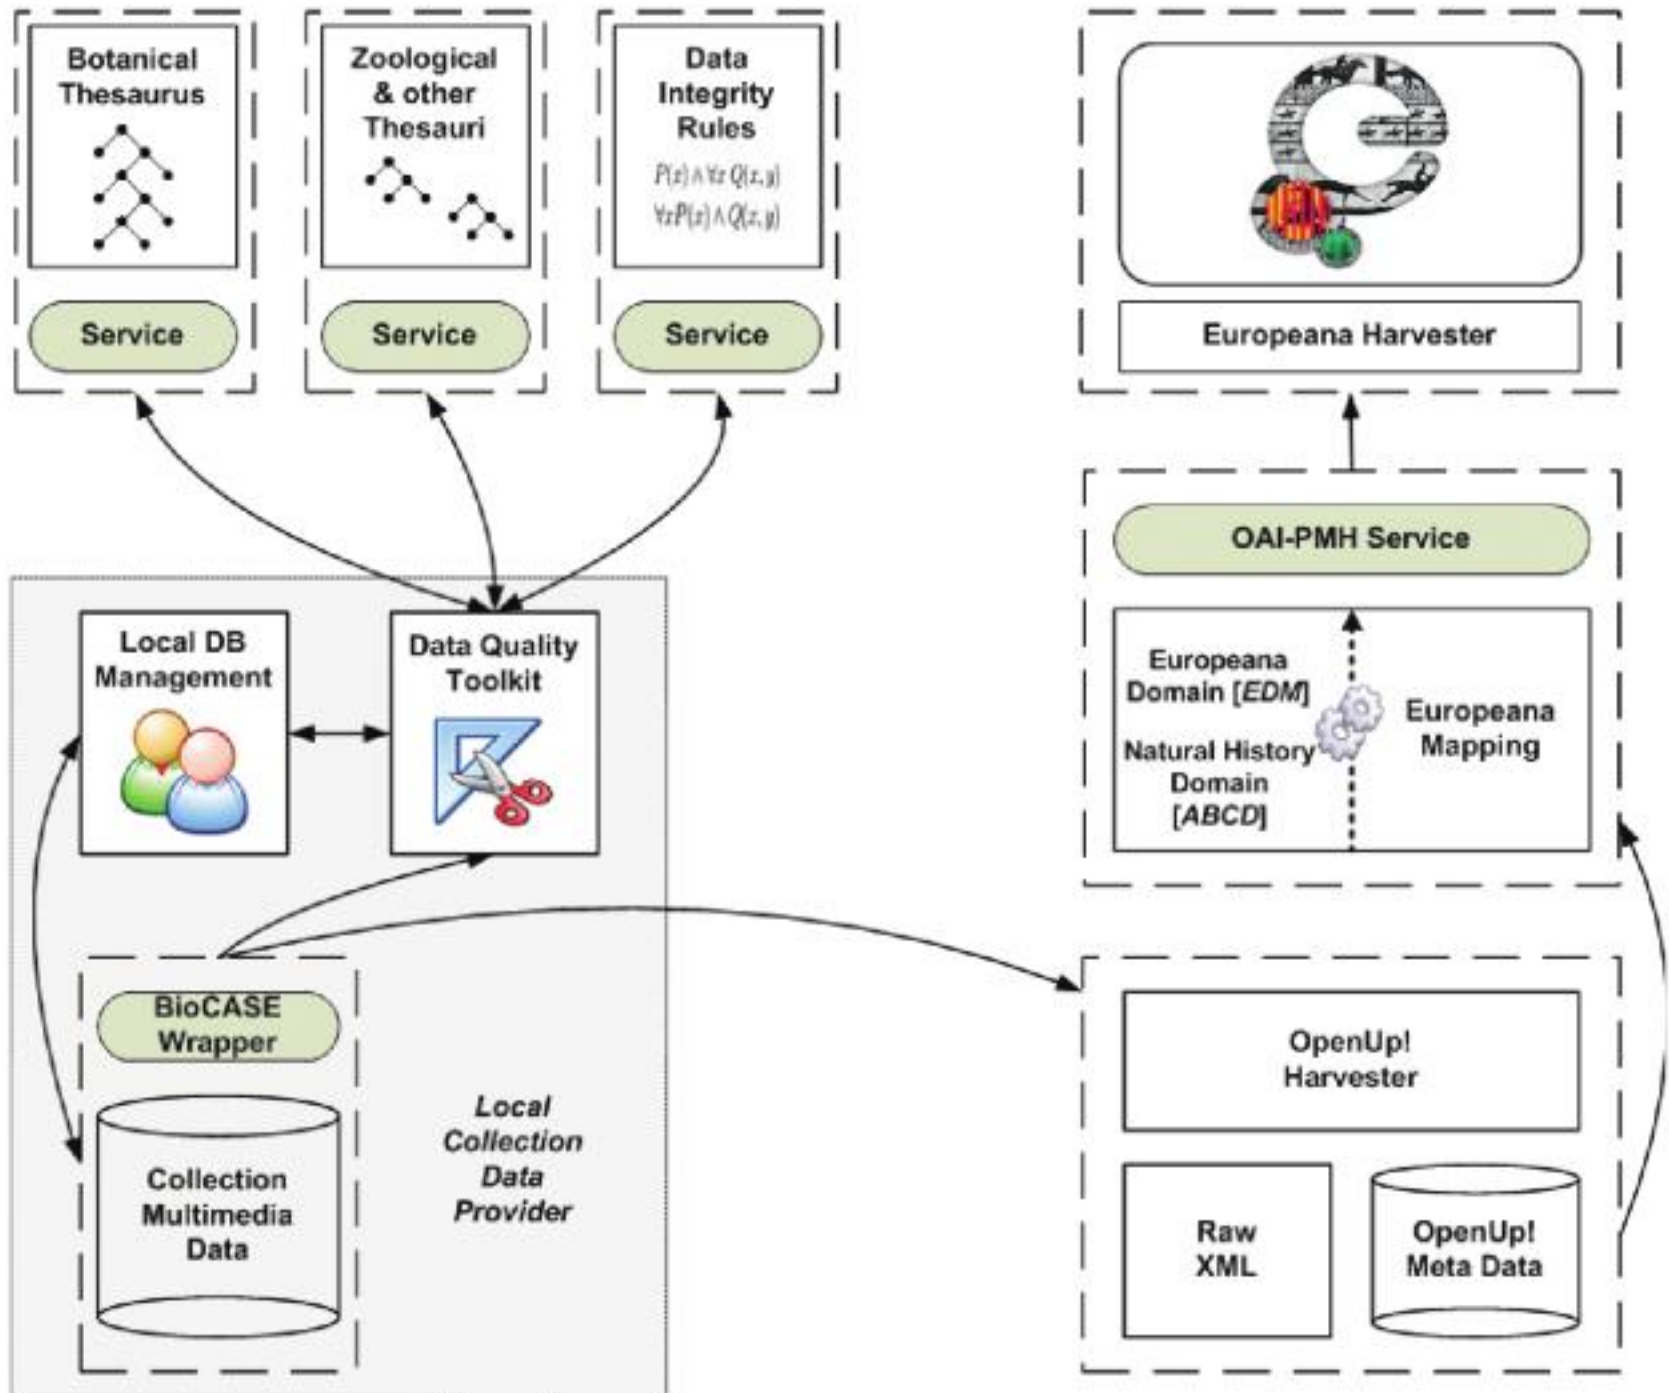 Botanical
Thesaurus
Service
Zoological
& other
Thesauri
Service
Data
Integrity
Rules
P(x)∧∀x Q(x,y)
∀xP(x)∧Q(x,y)
Service
Europeana Harvester
OAI-PMH Service
Europeana
Domain [EDM]
Natural History
Domain
[ABCD]
Europeana
Mapping
Local DB
Management
Data Quality
Toolkit
BioCASE
Wrapper
Collection
Multimedia
Data
Local
Collection
Data
Provider
OpenUp!
Harvester
Raw
XML
OpenUp!
Meta Data